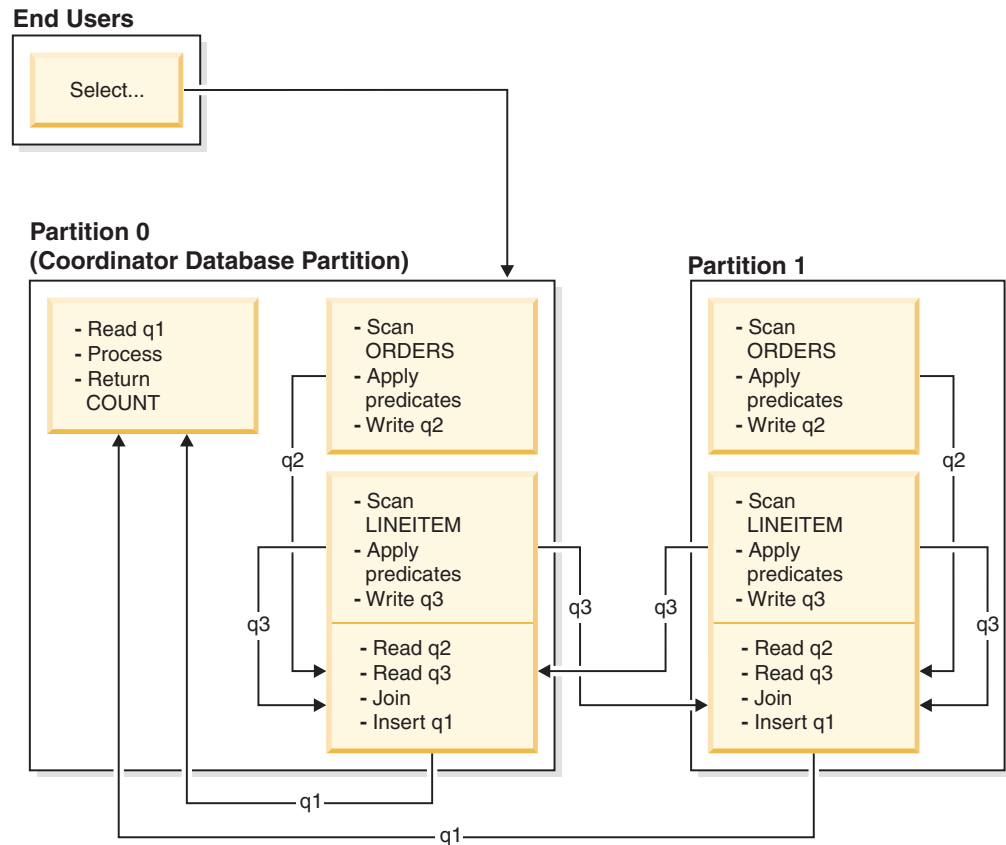 End Users
Select...
Partition 0
(Coordinator Database Partition)
- Read q1
- Process
- Return
COUNT
- Scan
ORDERS
- Apply
predicates
- Write q2
q2
- Scan
LINEITEM
- Apply
predicates
- Write q3
q3
- Read q2
- Read q3
- Join
- Insert q1
q3
q3
Partition 1
- Scan
ORDERS
- Apply
predicates
- Write q2
q2
- Scan
LINEITEM
- Apply
predicates
- Write q3
q3
- Read q2
- Read q3
- Join
- Insert q1
q1
q1